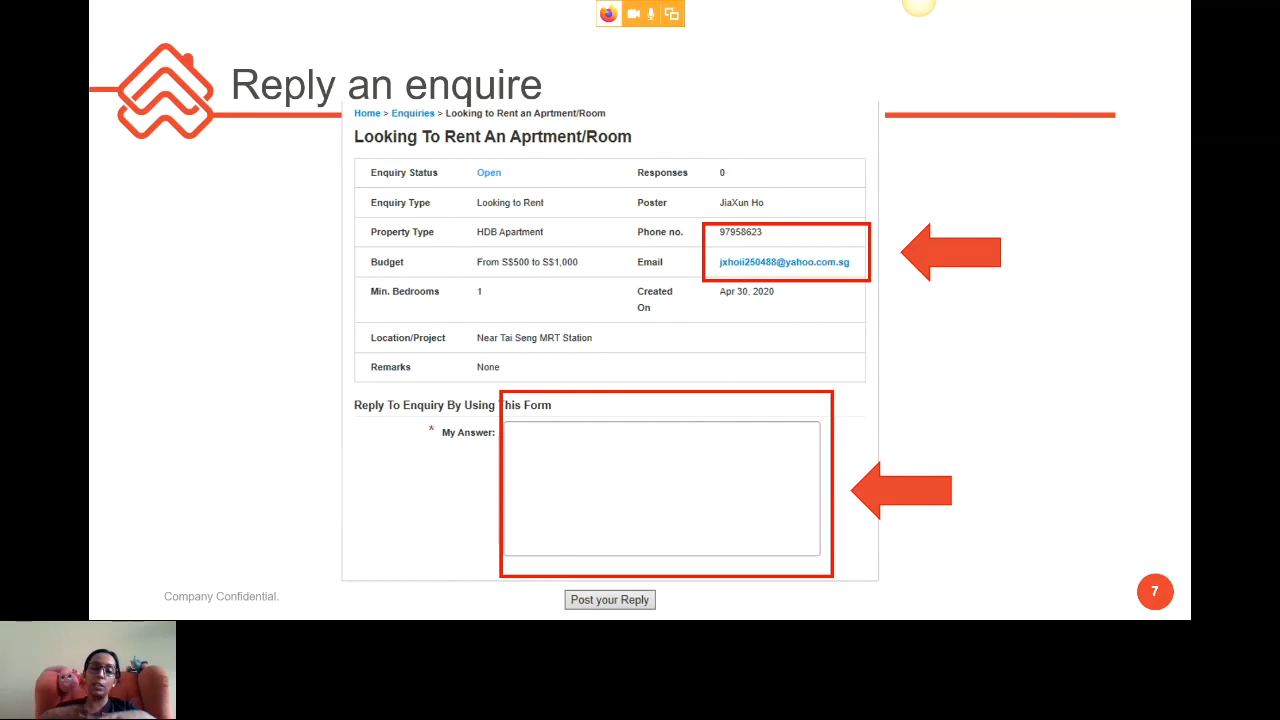 Reply an enquire
Home > Enquiries > Looking to Rent an Aprtment/Room
Looking To Rent An Aprtment/Room
Enquiry Status Open Responses 0
Enquiry Type Looking to Rent Poster JiaXun Ho
Property Type HDB Apartment Phone no. 97958623
Budget From S$500 to S$1,000 Email jxhoii250488@yahoo.com.sg
Min. Bedrooms 1 Created On Apr 30, 2020
Location/Project Near Tai Seng MRT Station
Remarks None
Reply To Enquiry By Using This Form
* My Answer:
Post your Reply
Company Confidential.
7